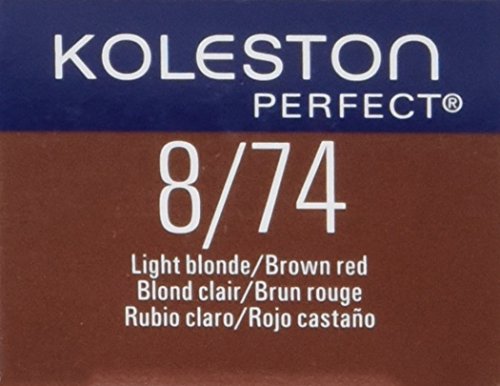 KOLESTON
PERFECT®
8/74
Light blonde/Brown red
Blond clair/Brun rouge
Rubio claro/Rojo castaño